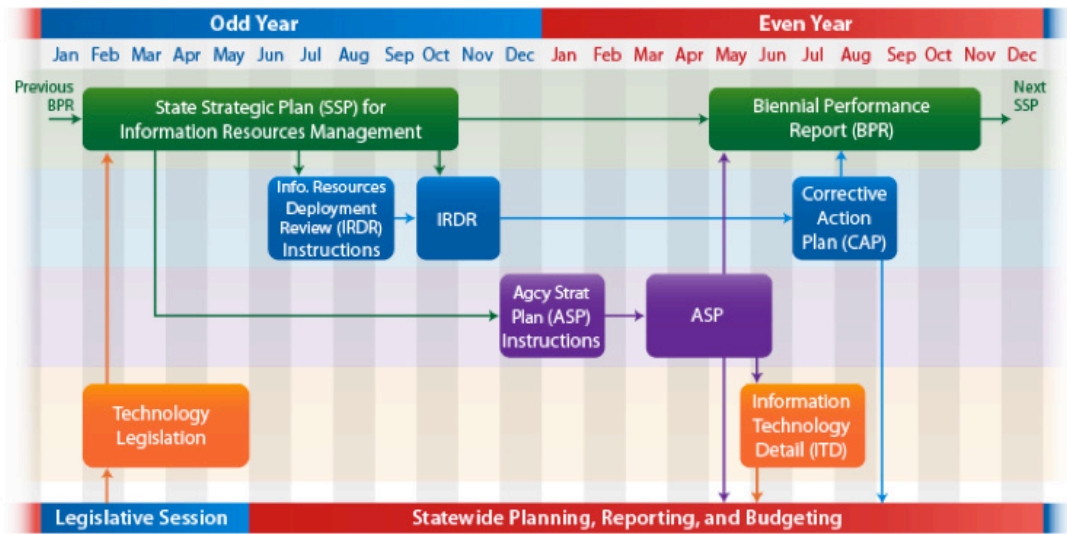 Odd Year
Even Year
Jan Feb Mar Apr May Jun Jul Aug Sep Oct Nov Dec Jan Feb Mar Apr May Jun Jul Aug Sep Oct Nov Dec
Previous
BPR
State Strategic Plan (SSP) for
Information Resources Management
Biennial Performance
Report (BPR)
Next
SSP
Info. Resources
Deployment
Review (IRDR)
Instructions
IRDR
Corrective
Action
Plan (CAP)
Agcy Strat
Plan (ASP)
Instructions
ASP
Technology
Legislation
Information
Technology
Detail (ITD)
Legislative Session
Statewide Planning, Reporting, and Budgeting